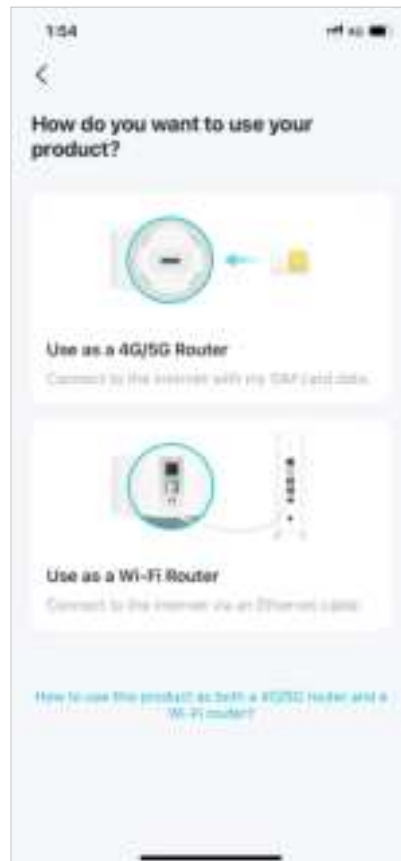 1:54
4G
How do you want to use your
product?
Use as a 4G/5G Router
Connect to the internet with my SIM card data.
Use as a Wi-Fi Router
Connect to the internet via an Ethernet cable.
How to use this product as both a 4G/5G router and a
Wi-Fi router?